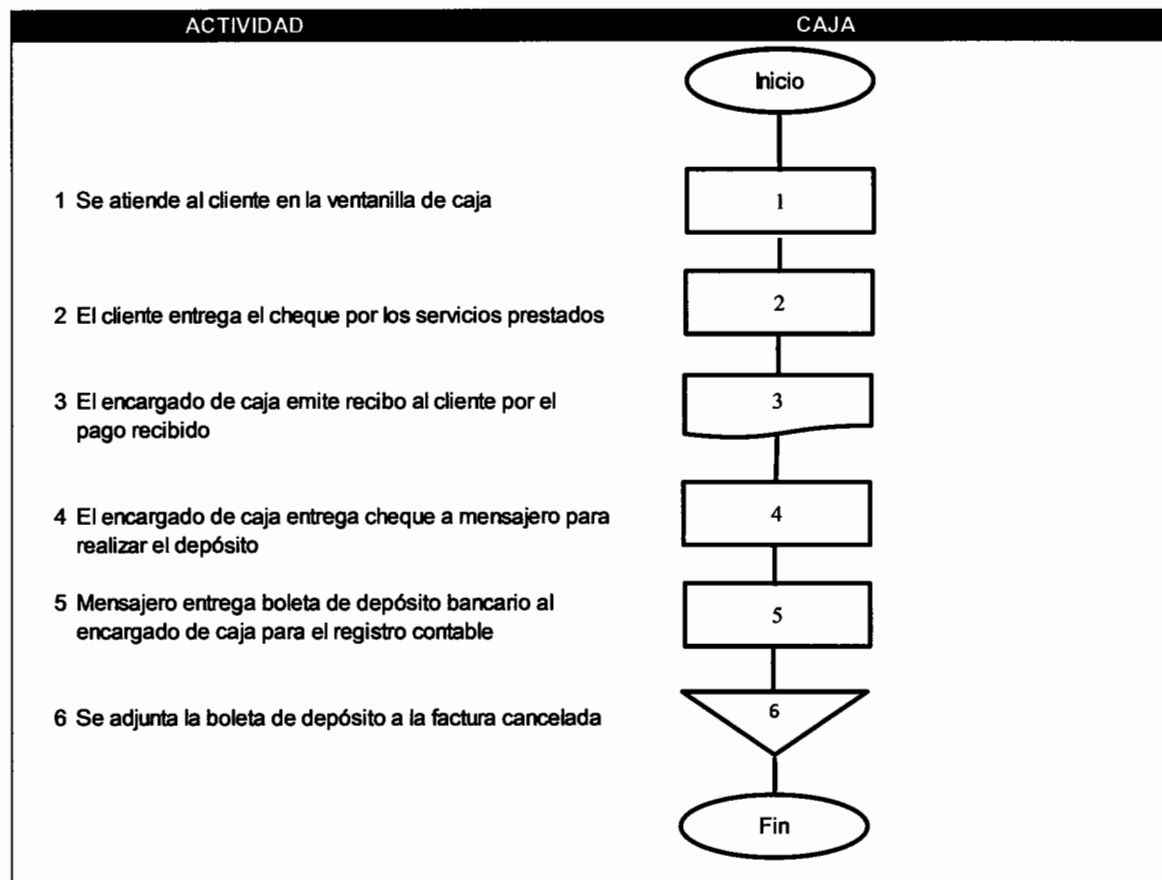 ACTIVIDAD CAJA
Inicio
1 Se atiende al cliente en la ventanilla de caja 1
2 El cliente entrega el cheque por los servicios prestados 2
3 El encargado de caja emite recibo al cliente por el
pago recibido
3
4 El encargado de caja entrega cheque a mensajero para
realizar el depósito
4
5 Mensajero entrega boleta de depósito bancario al
encargado de caja para el registro contable
5
6 Se adjunta la boleta de depósito a la factura cancelada 6
Fin